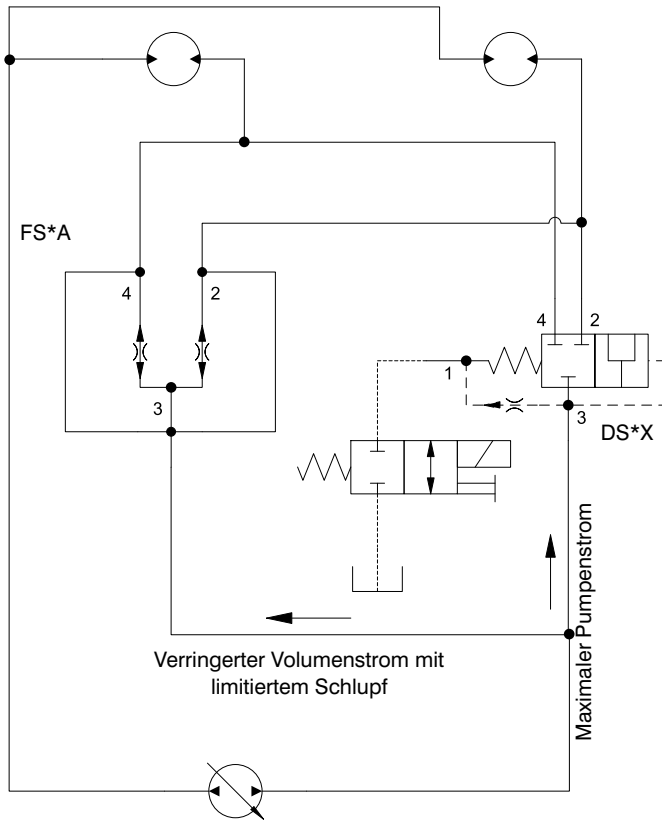 FS*A
4
2
3
4
2
1
3
DS*X
Maximaler Pumpenstrom
Verringerter Volumenstrom mit
limitiertem Schlupf